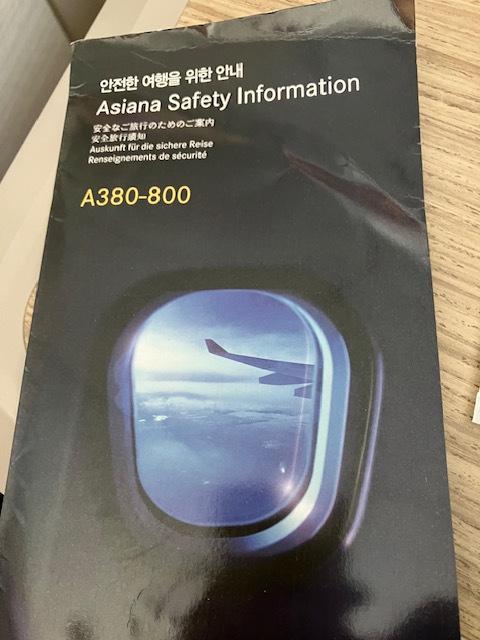 안전한 여행을 위한 안내
Asiana Safety Information
安全なご旅行のためのご案内
安全旅行须知
Auskunft für die sichere Reise
Renseignements de sécurité
A380-800